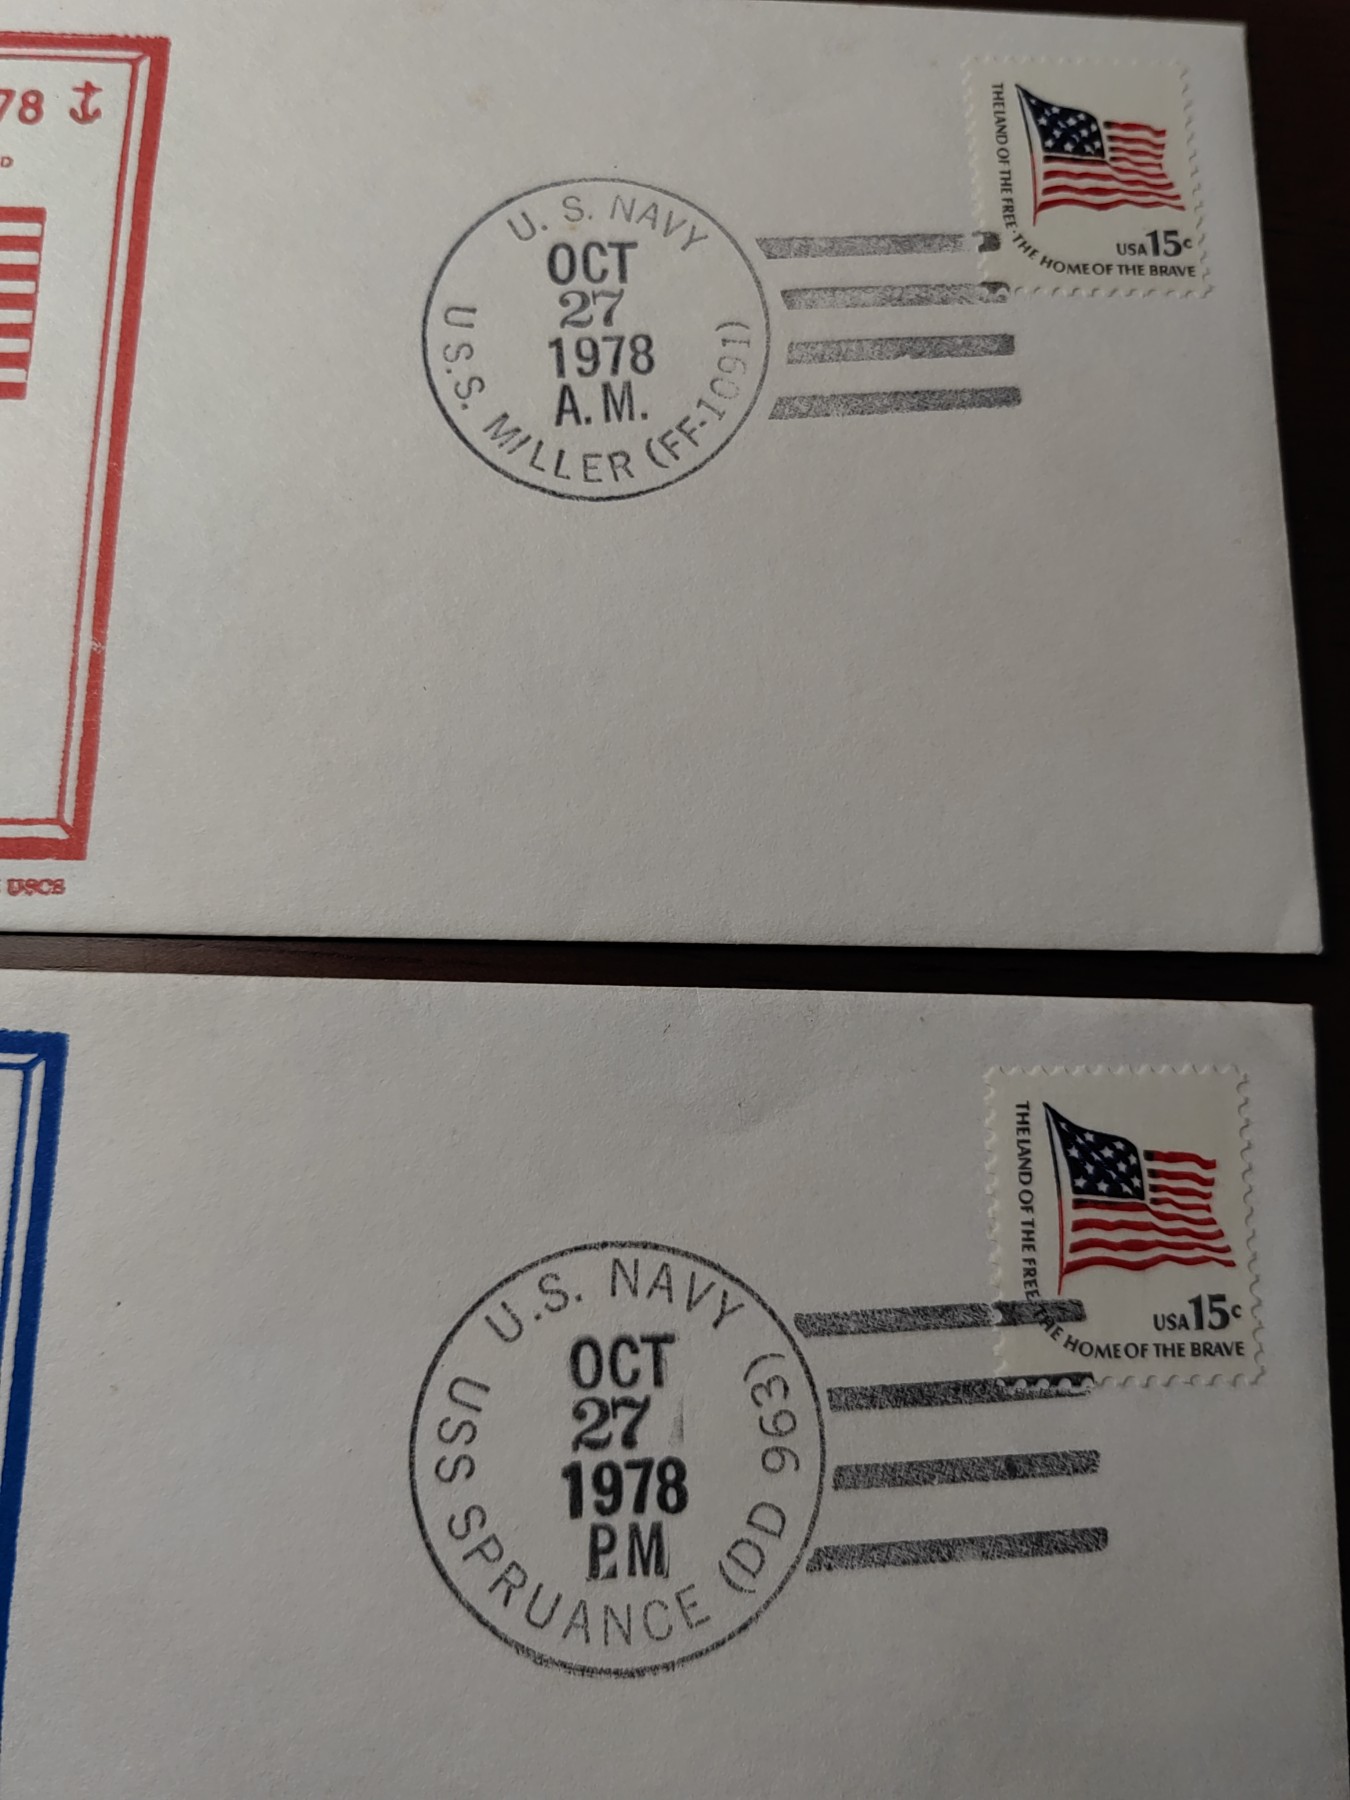 78
D
U. S. NAVY
OCT
27
1978
A.M.
U.S.S. MILLER (FF-1091)
THE LAND OF THE FREE · THE HOME OF THE BRAVE
USA 15c
USCS
U.S. NAVY
OCT
27
1978
P.M
USS SPRUANCE (DD 963)
THE LAND OF THE FREE · THE HOME OF THE BRAVE
USA 15c